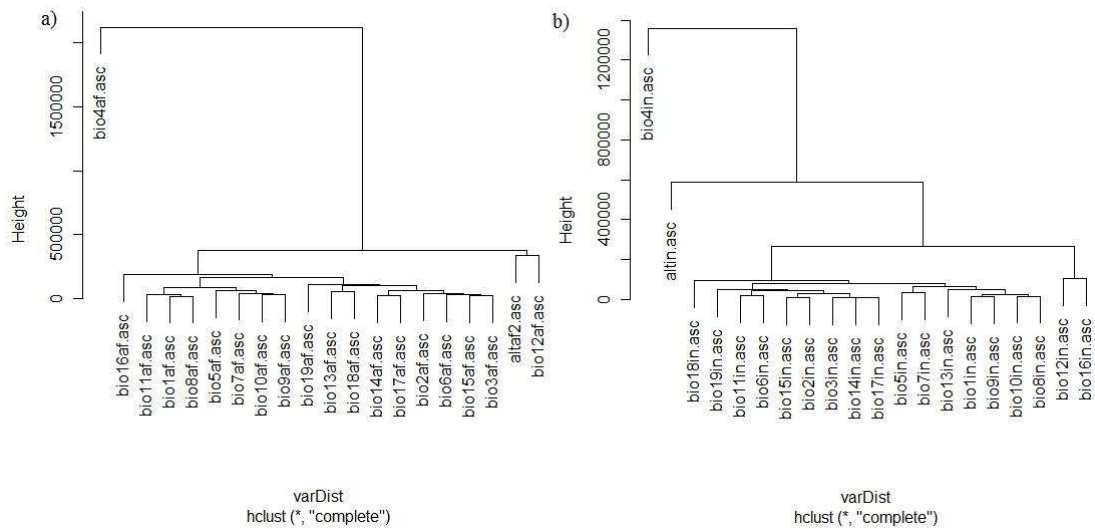 a)
Height
0
500000
1500000
bio4af.asc
bio16af.asc
bio11af.asc
bio1af.asc
bio8af.asc
bio5af.asc
bio7af.asc
bio10af.asc
bio9af.asc
bio19af.asc
bio13af.asc
bio18af.asc
bio14af.asc
bio17af.asc
bio2af.asc
bio6af.asc
bio15af.asc
bio3af.asc
altaf2.asc
bio12af.asc
varDist
hclust (*, "complete")
b)
Height
0
400000
800000
1200000
bio4in.asc
altin.asc
bio18in.asc
bio19in.asc
bio11in.asc
bio6in.asc
bio15in.asc
bio2in.asc
bio3in.asc
bio14in.asc
bio17in.asc
bio5in.asc
bio7in.asc
bio13in.asc
bio1in.asc
bio9in.asc
bio10in.asc
bio8in.asc
bio12in.asc
bio16in.asc
varDist
hclust (*, "complete")